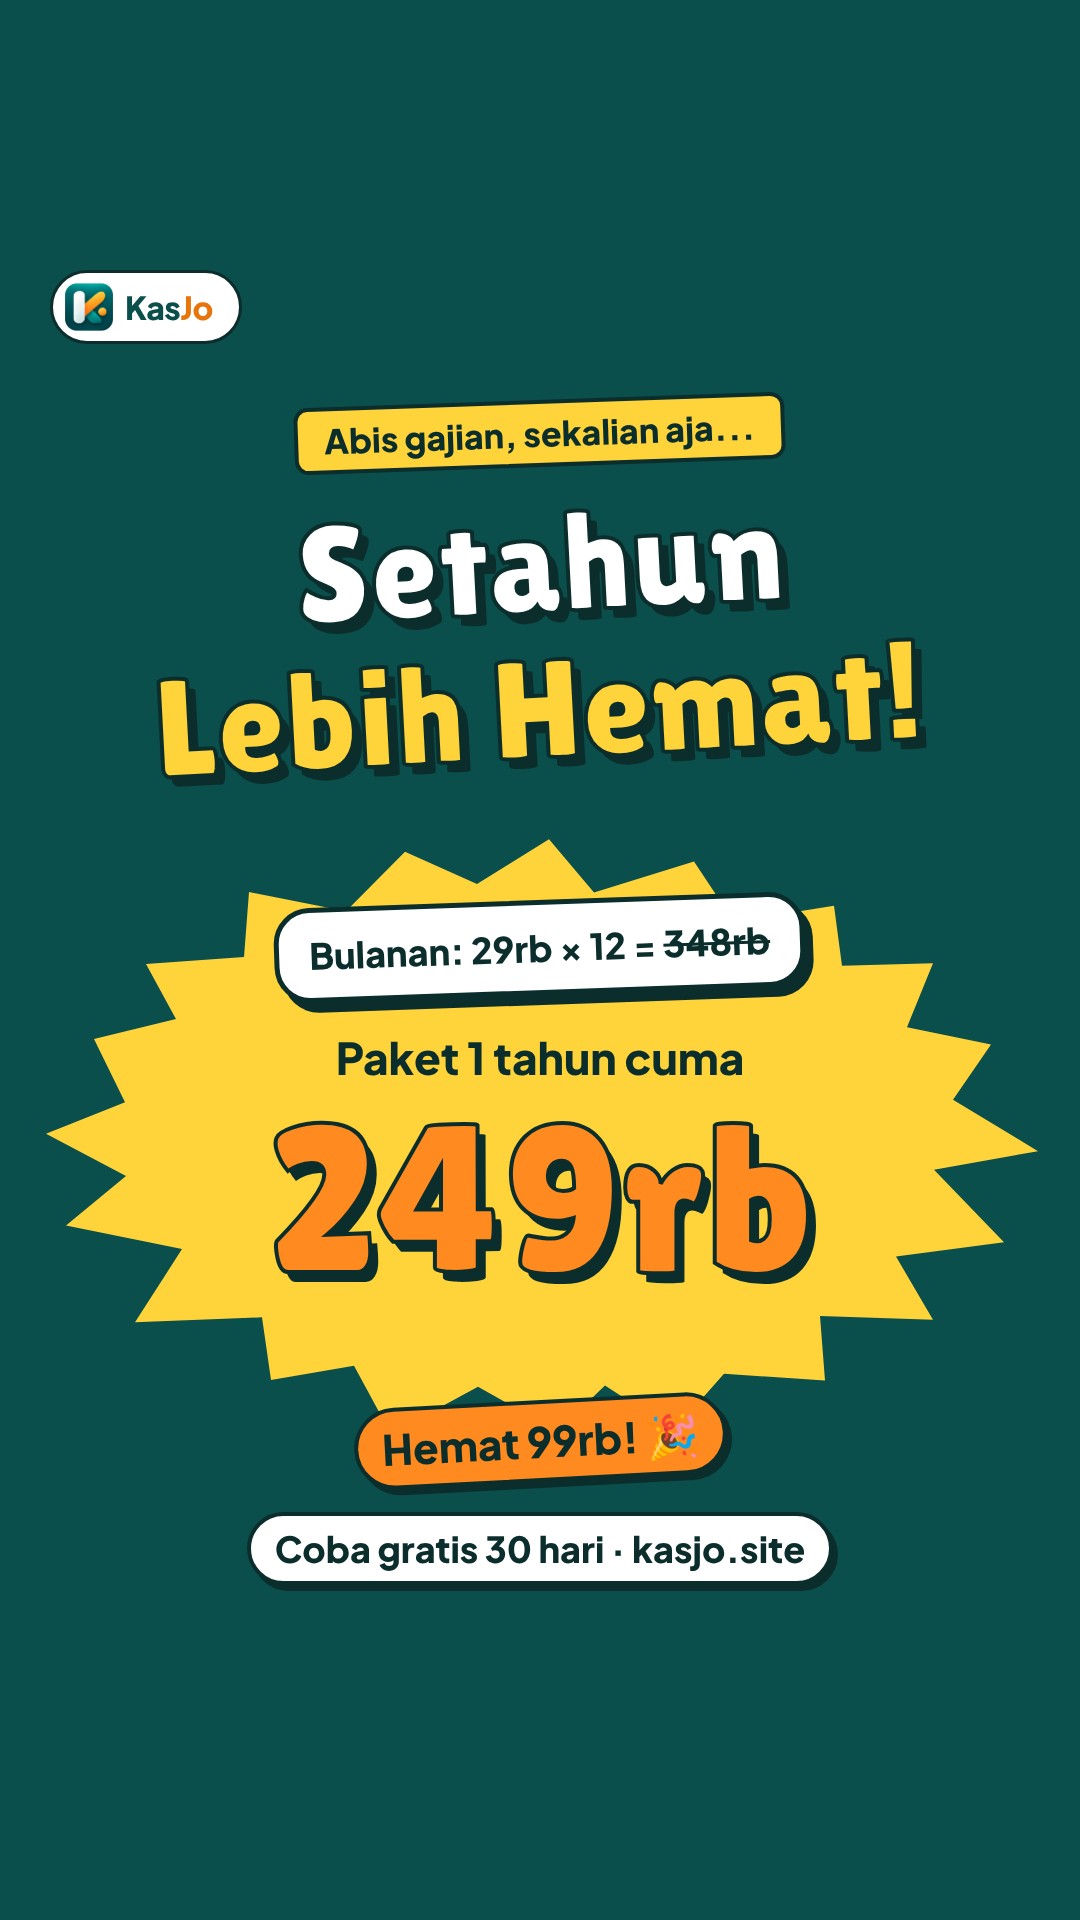 KasJo
Abis gajian, sekalian aja...
Setahun
Lebih Hemat!
Bulanan: 29rb × 12 = 348rb
Paket 1 tahun cuma
249rb
Hemat 99rb! 🎉
Coba gratis 30 hari · kasjo.site